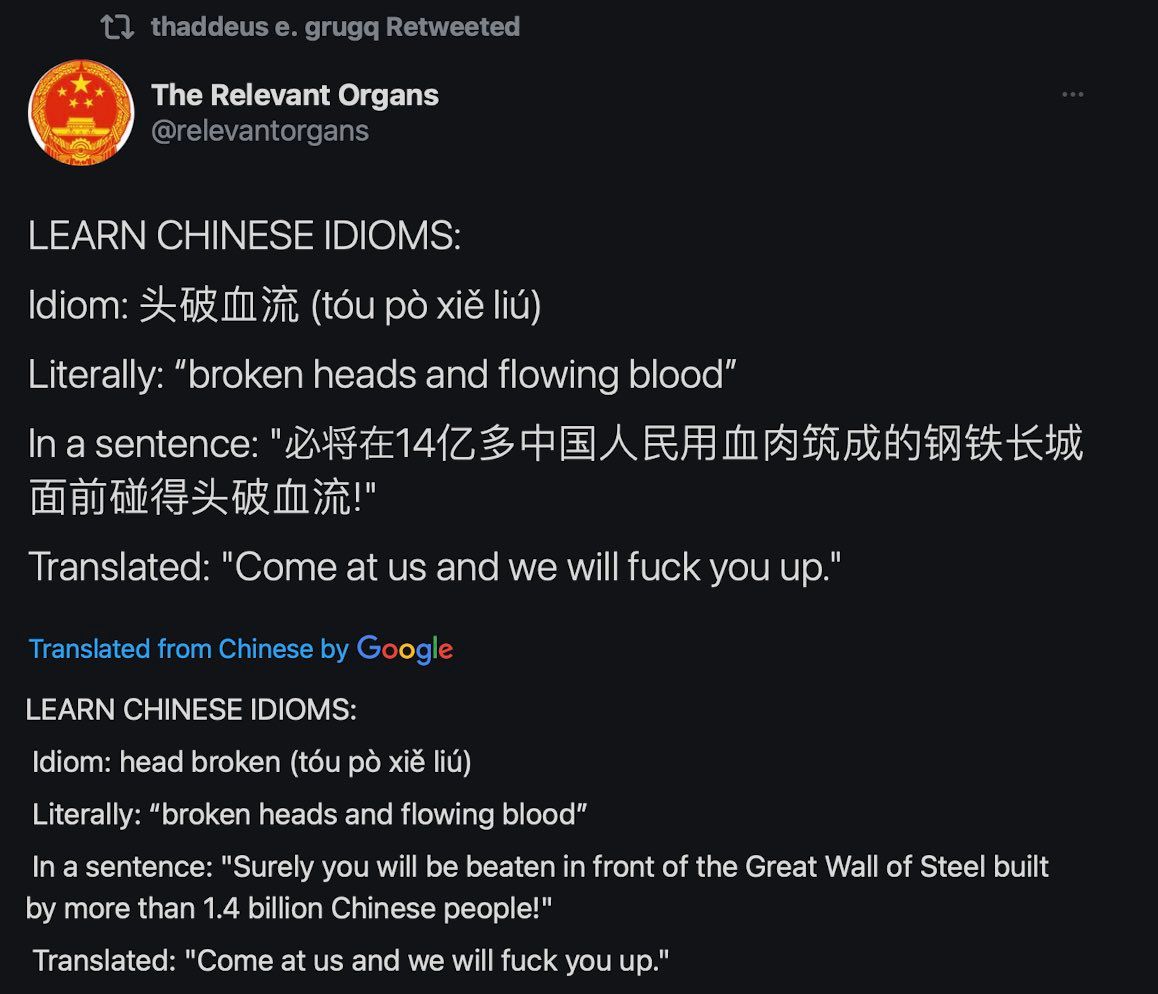 thaddeus e. grugq Retweeted
The Relevant Organs
@relevantorgans
LEARN CHINESE IDIOMS:
Idiom: 头破血流 (tóu pò xiě liú)
Literally: “broken heads and flowing blood”
In a sentence: "必将在14亿多中国人民用血肉筑成的钢铁长城
面前碰得头破血流!"
Translated: "Come at us and we will fuck you up."
Translated from Chinese by Google
LEARN CHINESE IDIOMS:
Idiom: head broken (tóu pò xiě liú)
Literally: “broken heads and flowing blood”
In a sentence: "Surely you will be beaten in front of the Great Wall of Steel built
by more than 1.4 billion Chinese people!"
Translated: "Come at us and we will fuck you up."